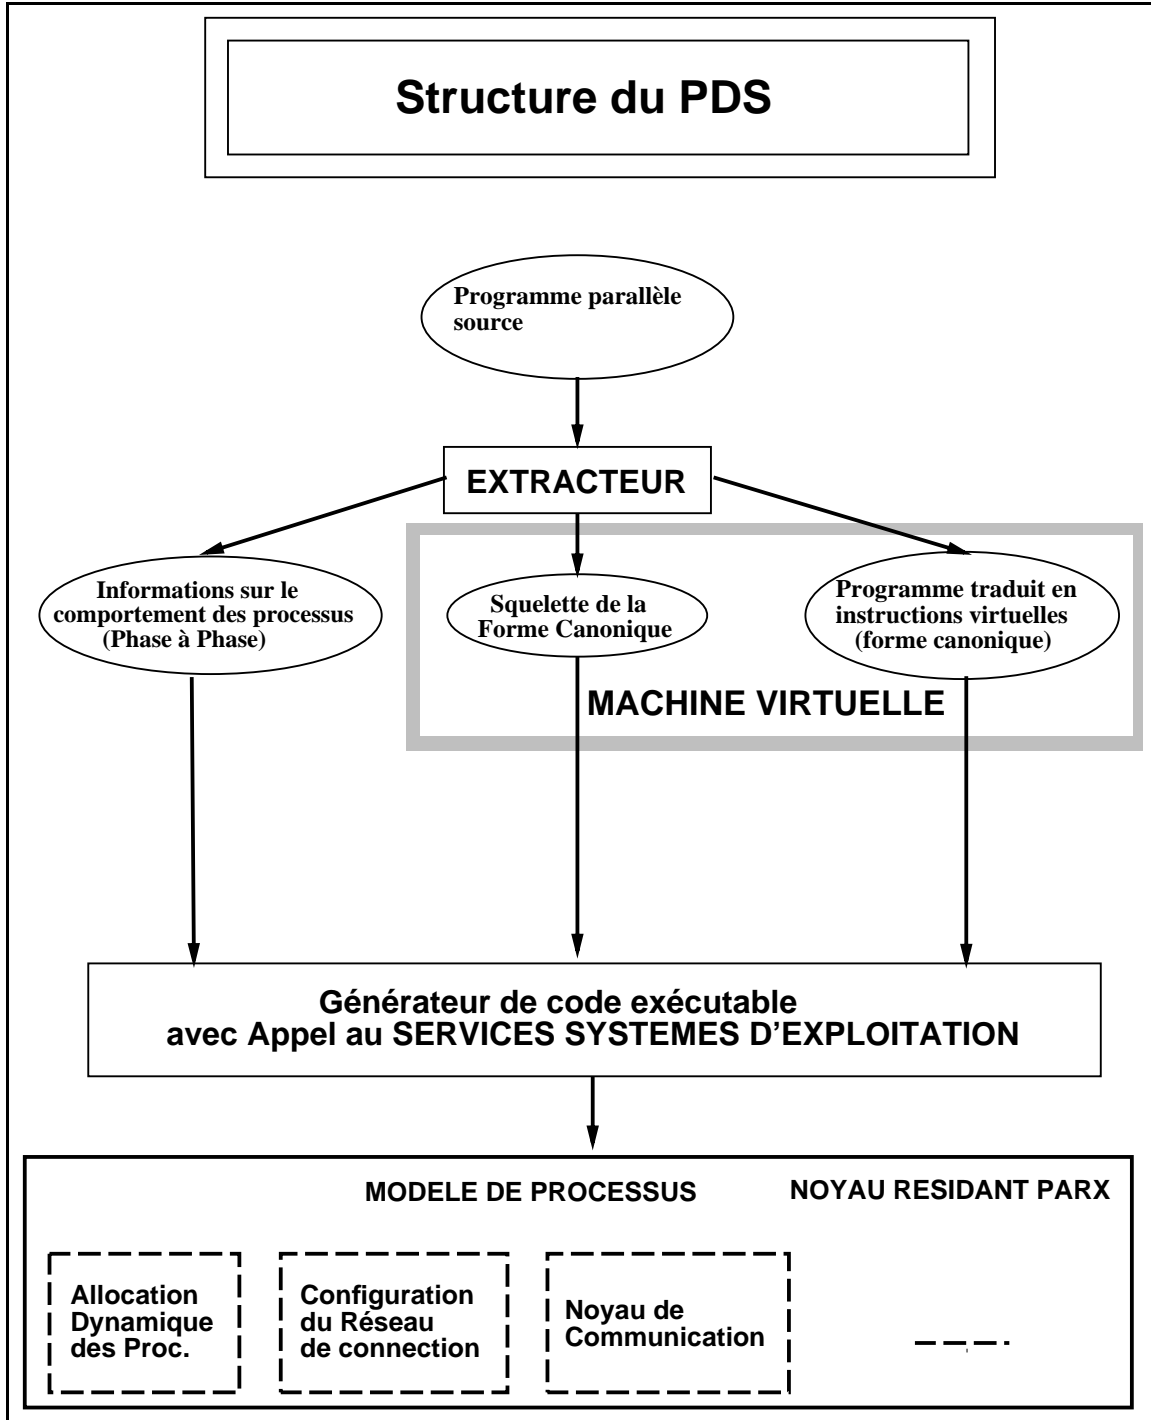 Structure du PDS
Programme parallèle
source
EXTRACTEUR
Informations sur le
comportement des processus
(Phase à Phase)
Squelette de la
Forme Canonique
Programme traduit en
instructions virtuelles
(forme canonique)
MACHINE VIRTUELLE
Générateur de code exécutable
avec Appel au SERVICES SYSTEMES D’EXPLOITATION
MODELE DE PROCESSUS
NOYAU RESIDANT PARX
Allocation
Dynamique
des Proc.
Configuration
du Réseau
de connection
Noyau de
Communication